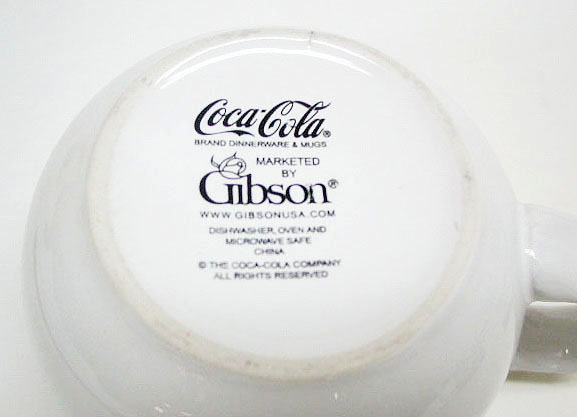 Coca-Cola®
BRAND DINNERWARE & MUGS
MARKETED
BY
Gibson®
WWW.GIBSONUSA.COM
DISHWASHER, OVEN AND
MICROWAVE SAFE
CHINA
© THE COCA-COLA COMPANY
ALL RIGHTS RESERVED